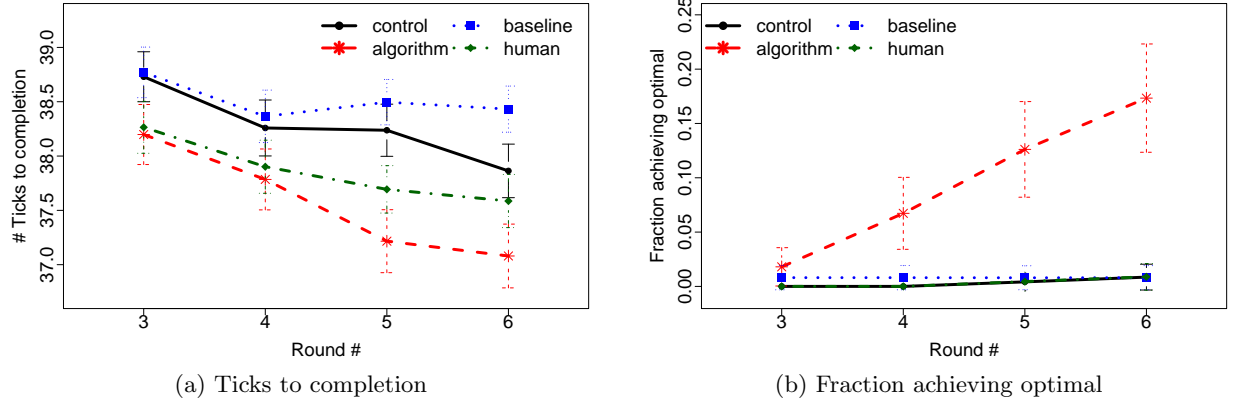 control baseline
algorithm human
# Ticks to completion
39.0
38.5
38.0
37.5
37.0
3 4 5 6
Round #
(a) Ticks to completion
control baseline
algorithm human
Fraction achieving optimal
0.25
0.20
0.15
0.10
0.05
0.00
3 4 5 6
Round #
(b) Fraction achieving optimal